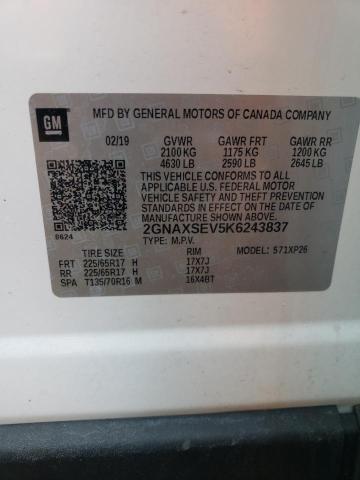 GM
MFD BY GENERAL MOTORS OF CANADA COMPANY
02/19 GVWR GAWR FRT GAWR RR
2100 KG 1175 KG 1200 KG
4630 LB 2590 LB 2645 LB
THIS VEHICLE CONFORMS TO ALL APPLICABLE
U.S. FEDERAL MOTOR
VEHICLE SAFETY AND THEFT PREVENTION
STANDARDS IN EFFECT ON THE DATE OF
MANUFACTURE SHOWN ABOVE.
2GNAXSEV5K6243837
TYPE: M.P.V.
8624
MODEL: 571XP26
TIRE SIZE RIM
FRT 225/65R17 H 17X7J
RR 225/65R17 H 17X7J
SPA T135/70R16 M 16X4BT